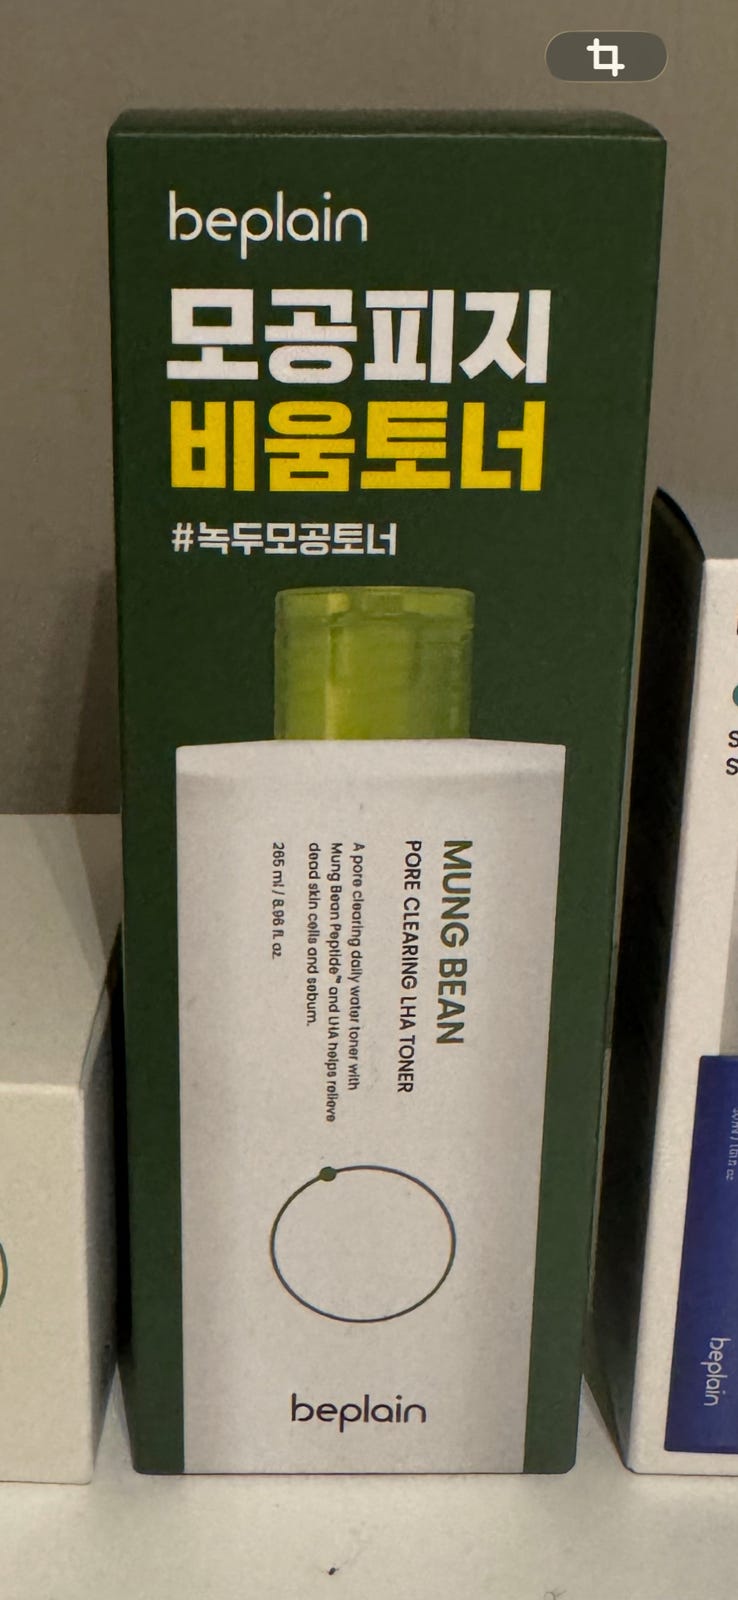 beplain
모공피지
비움토너
#녹두모공토너
MUNG BEAN
PORE CLEARING LHA TONER
A pore clearing daily water toner with
Mung Bean Peptide™ and LHA helps relieve
dead skin cells and sebum.
265 ml / 8.96 fl. oz.
beplain
beplain